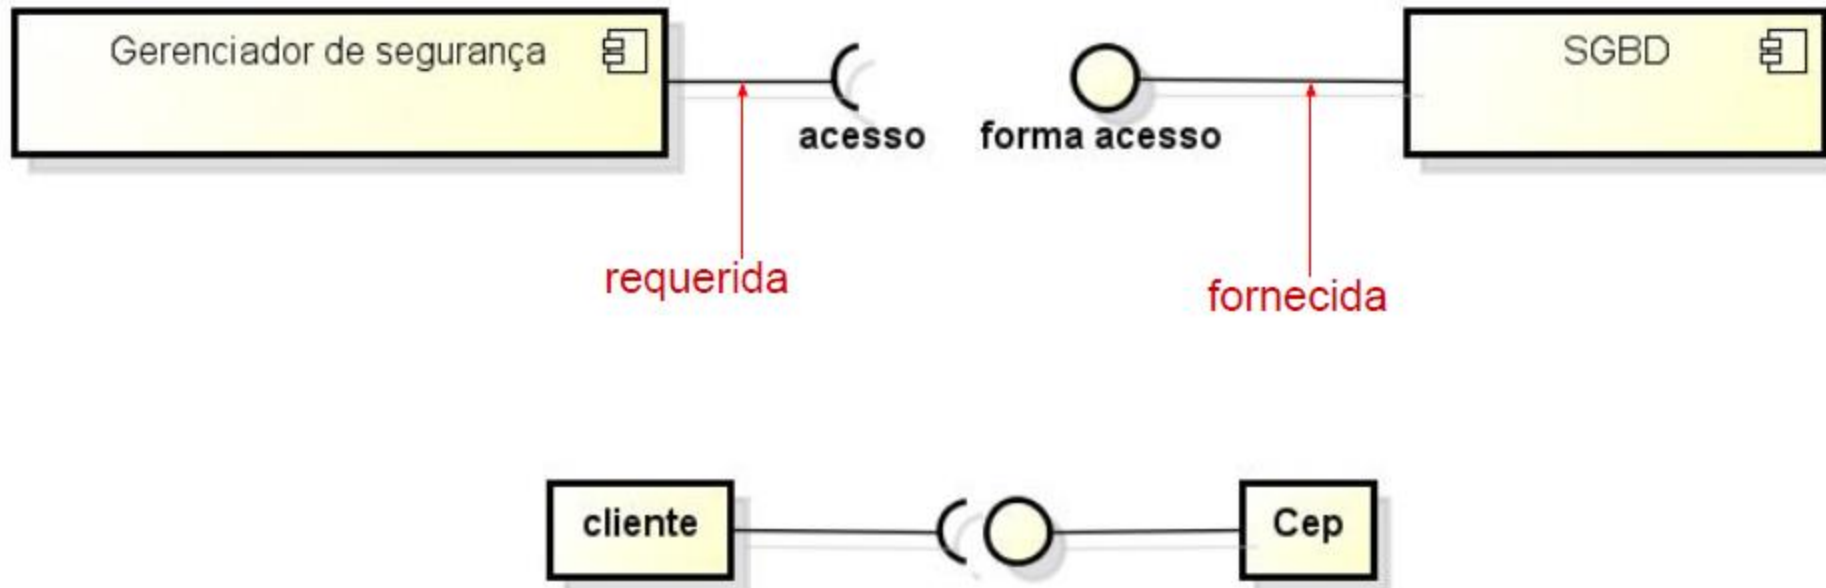 Gerenciador de segurança
SGBD
acesso
forma acesso
requerida
fornecida
cliente
Cep